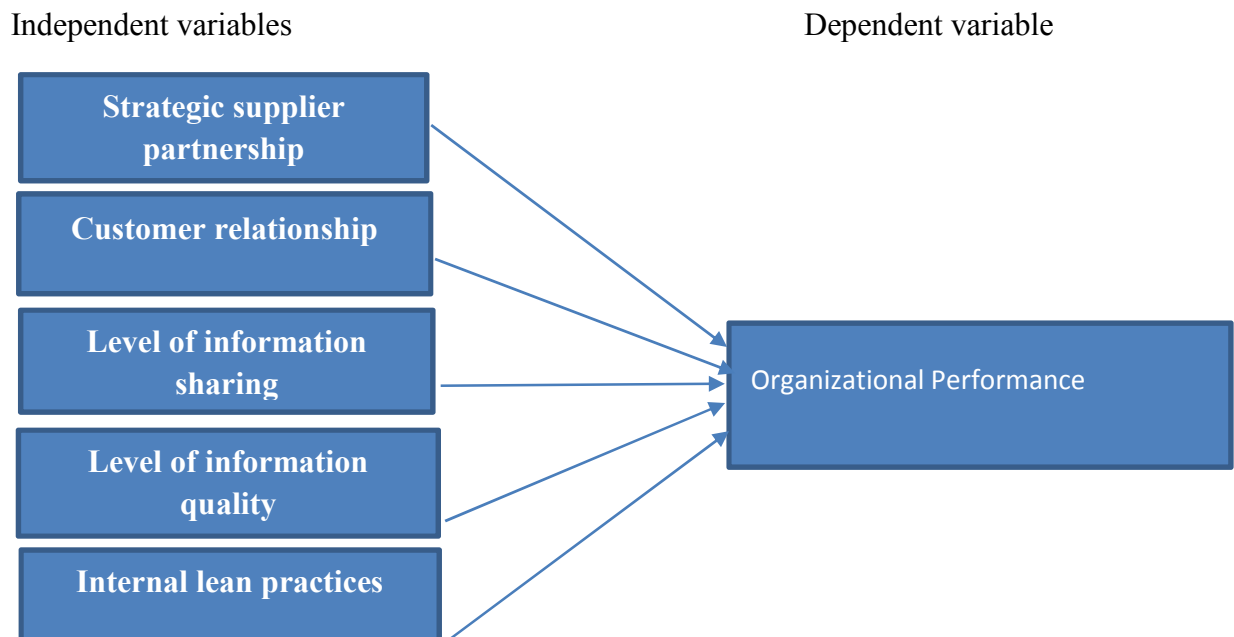 Independent variables
Dependent variable
Strategic supplier
partnership
Customer relationship
Level of information
sharing
Level of information
quality
Internal lean practices
Organizational Performance